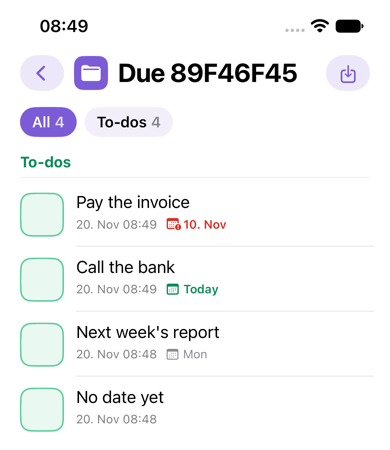 08:49
Due 89F46F45
All 4 To-dos 4
To-dos
Pay the invoice
20. Nov 08:49 10. Nov
Call the bank
20. Nov 08:49 Today
Next week's report
20. Nov 08:48 Mon
No date yet
20. Nov 08:48